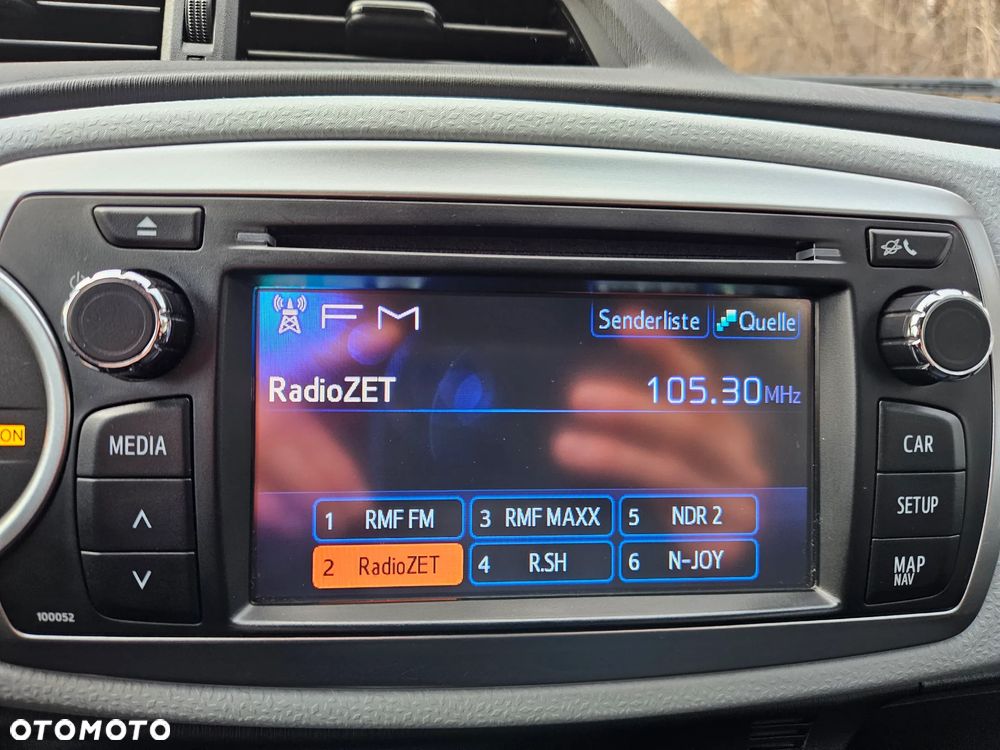 FM
Senderliste
Quelle
RadioZET
105.30MHz
ON
MEDIA
CAR
SETUP
MAP
NAV
1 RMF FM
3 RMF MAXX
5 NDR 2
2 RadioZET
4 R.SH
6 N-JOY
100052
OTOMOTO